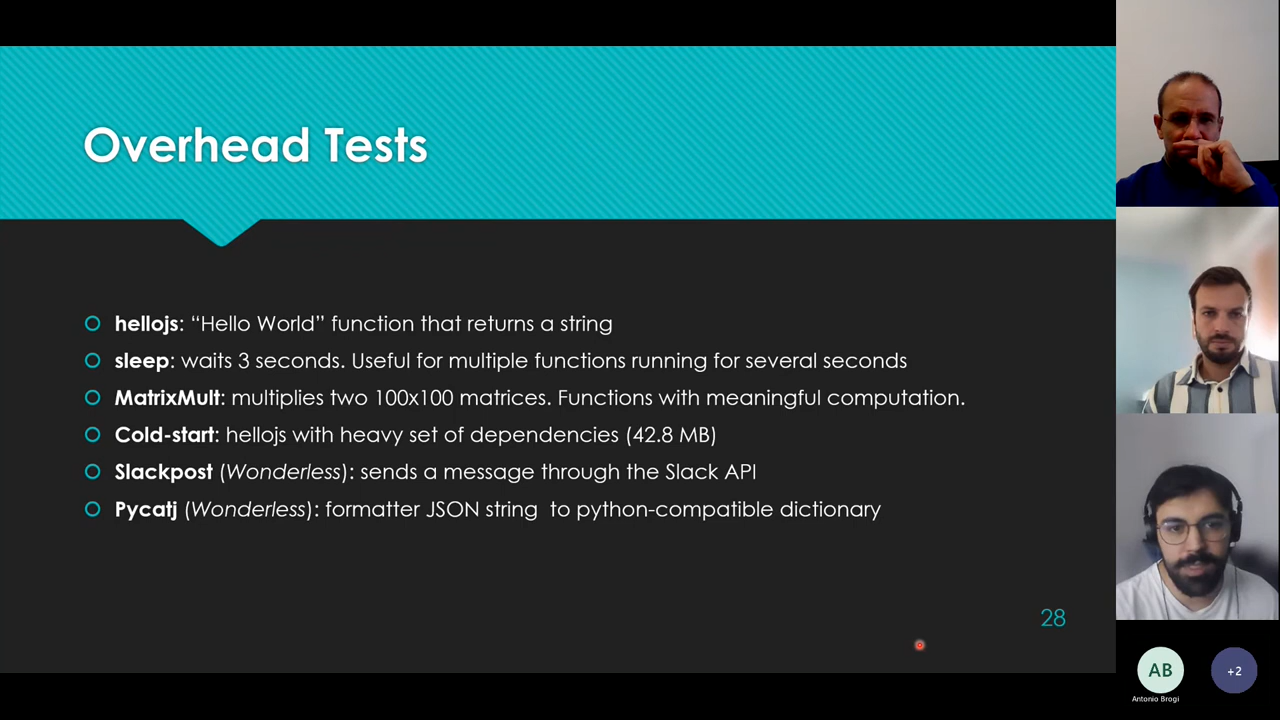 Overhead Tests
hellojs: “Hello World” function that returns a string
sleep: waits 3 seconds. Useful for multiple functions running for several seconds
MatrixMult: multiplies two 100x100 matrices. Functions with meaningful computation.
Cold-start: hellojs with heavy set of dependencies (42.8 MB)
Slackpost (Wonderless): sends a message through the Slack API
Pycatj (Wonderless): formatter JSON string  to python-compatible dictionary
28
AB
+2
Antonio Brogi